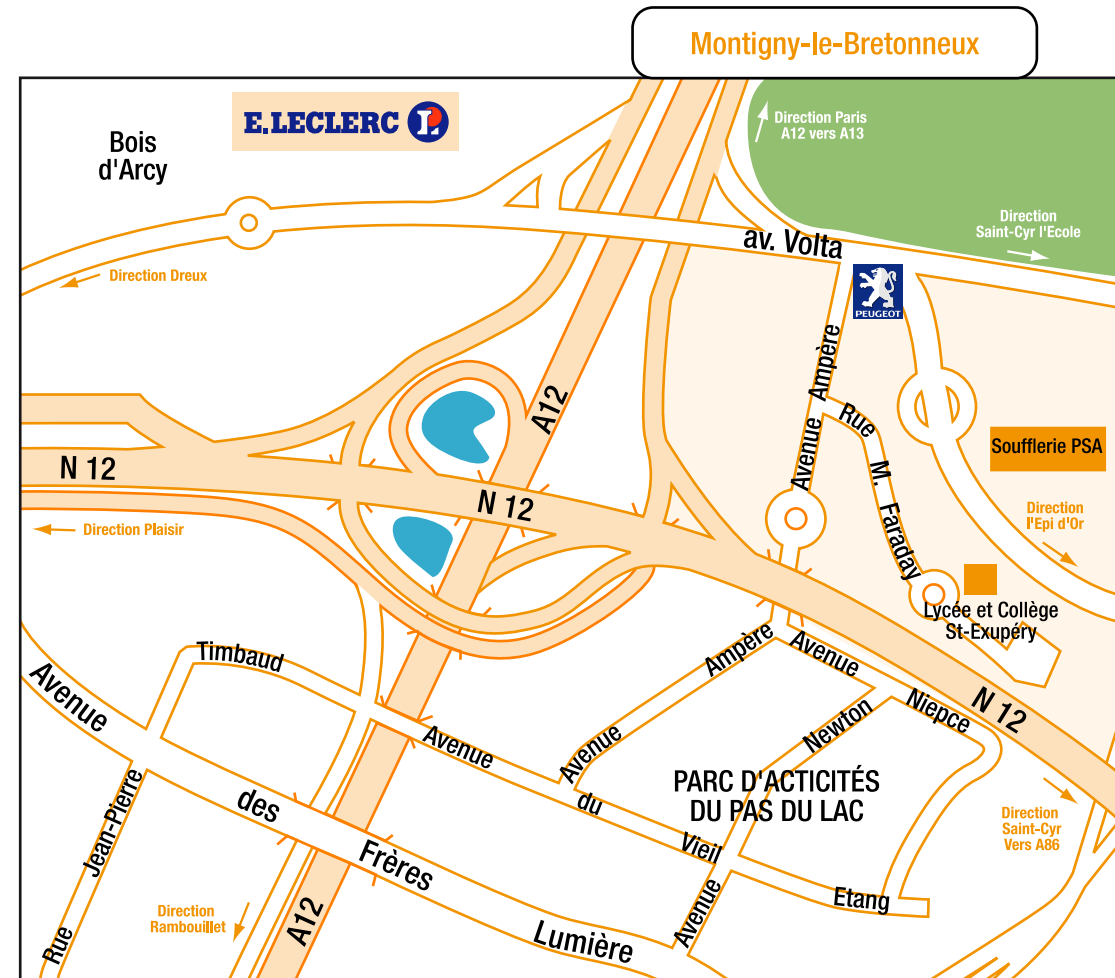 Montigny-le-Bretonneux
E.LECLERC L
Bois
d'Arcy
Direction Paris
A12 vers A13
Direction
Saint-Cyr l'Ecole
av. Volta
Direction Dreux
PEUGEOT
Avenue Ampère
A12
Rue M. Faraday
Soufflerie PSA
N 12
N 12
Direction Plaisir
Direction
l'Epi d'Or
Lycée et Collège
St-Exupéry
Timbaud
Avenue Ampère
Avenue Niepce
N 12
Avenue des Frères Lumière
Avenue du Vieil Etang
Avenue Newton
PARC D'ACTICITÉS
DU PAS DU LAC
Rue Jean-Pierre
Direction
Saint-Cyr
Vers A86
Direction
Rambouillet
A12